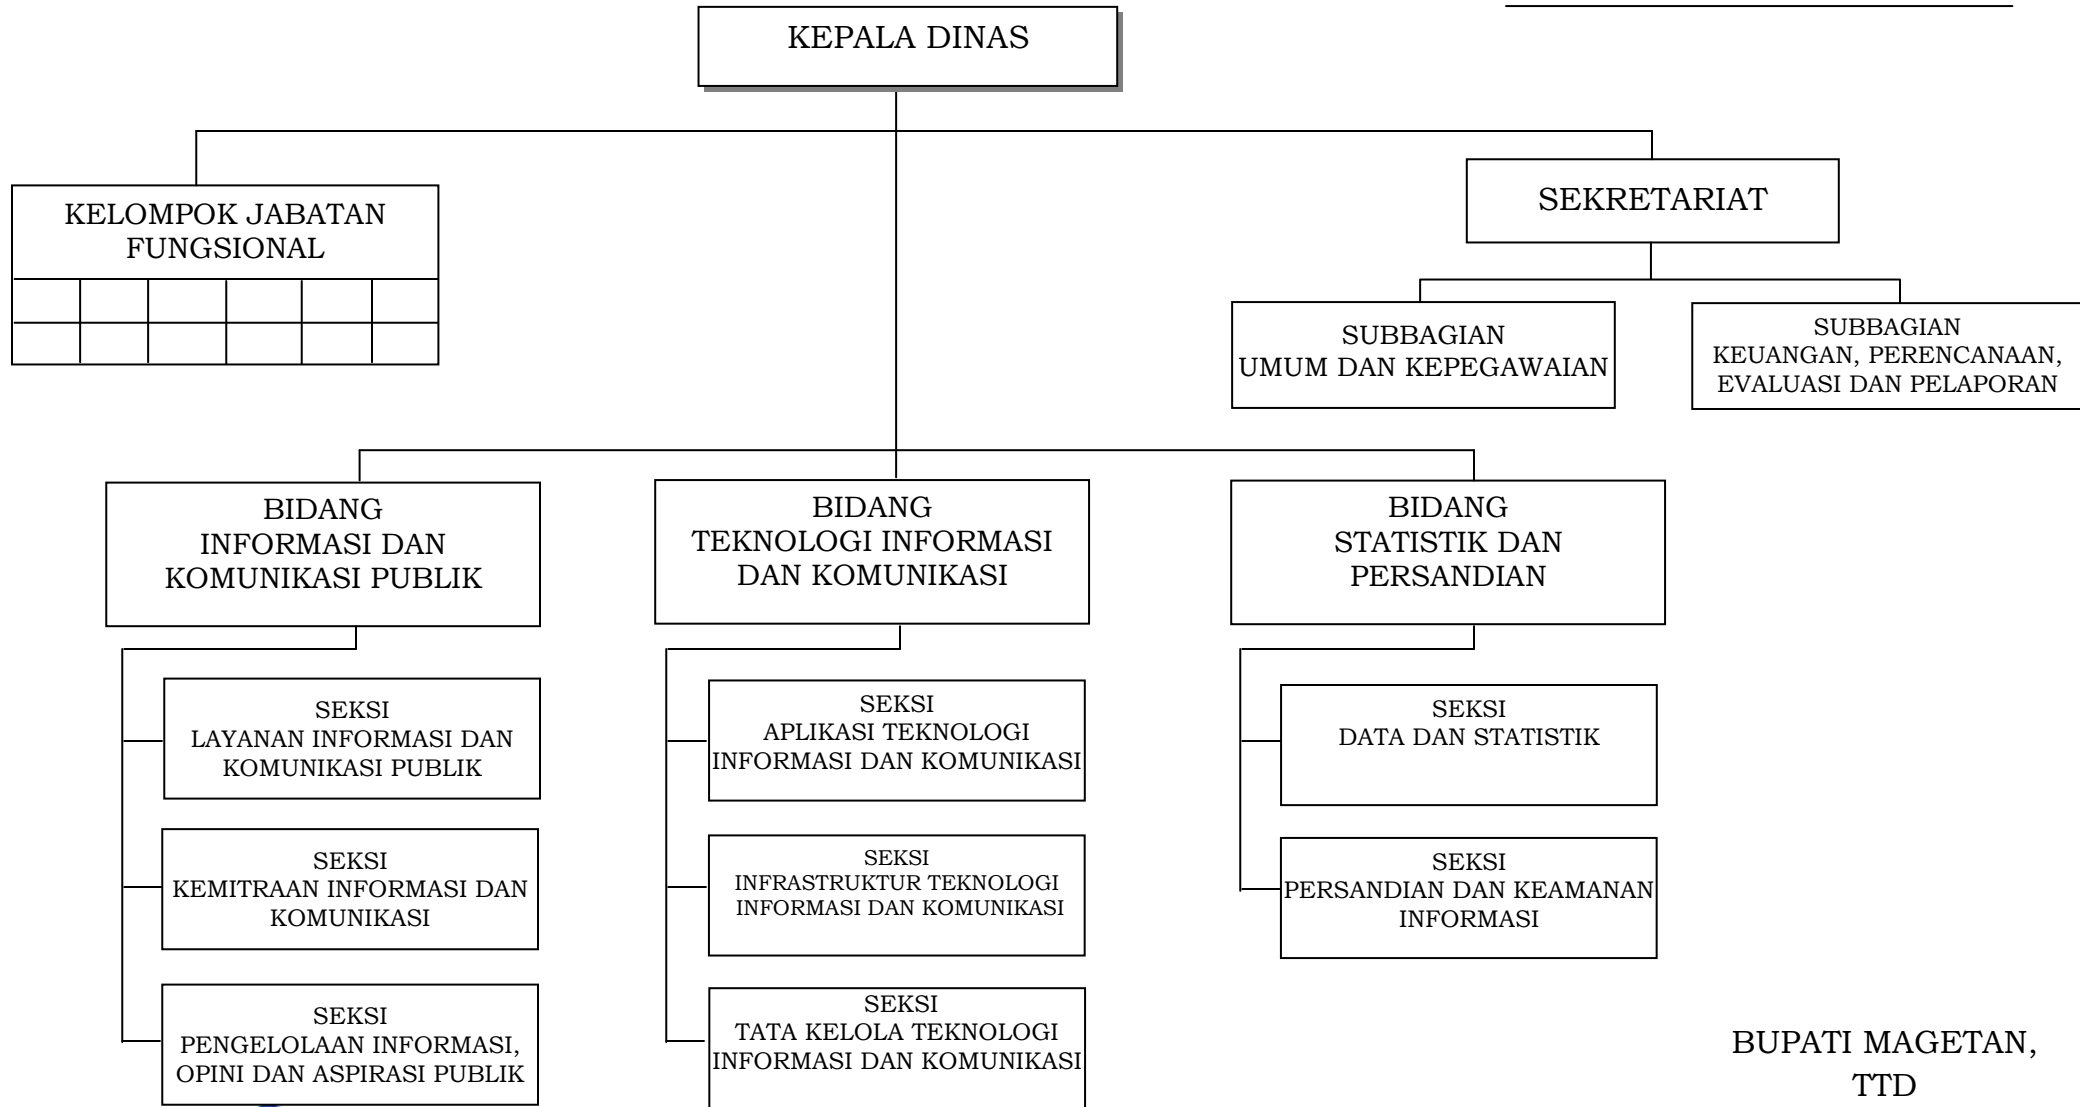 KEPALA DINAS
KELOMPOK JABATAN
FUNGSIONAL
SEKRETARIAT
SUBBAGIAN
UMUM DAN KEPEGAWAIAN
SUBBAGIAN
KEUANGAN, PERENCANAAN,
EVALUASI DAN PELAPORAN
BIDANG
INFORMASI DAN
KOMUNIKASI PUBLIK
BIDANG
TEKNOLOGI INFORMASI
DAN KOMUNIKASI
BIDANG
STATISTIK DAN
PERSANDIAN
SEKSI
LAYANAN INFORMASI DAN
KOMUNIKASI PUBLIK
SEKSI
KEMITRAAN INFORMASI DAN
KOMUNIKASI
SEKSI
PENGELOLAAN INFORMASI,
OPINI DAN ASPIRASI PUBLIK
SEKSI
APLIKASI TEKNOLOGI
INFORMASI DAN KOMUNIKASI
SEKSI
INFRASTRUKTUR TEKNOLOGI
INFORMASI DAN KOMUNIKASI
SEKSI
TATA KELOLA TEKNOLOGI
INFORMASI DAN KOMUNIKASI
SEKSI
DATA DAN STATISTIK
SEKSI
PERSANDIAN DAN KEAMANAN
INFORMASI
BUPATI MAGETAN,
TTD